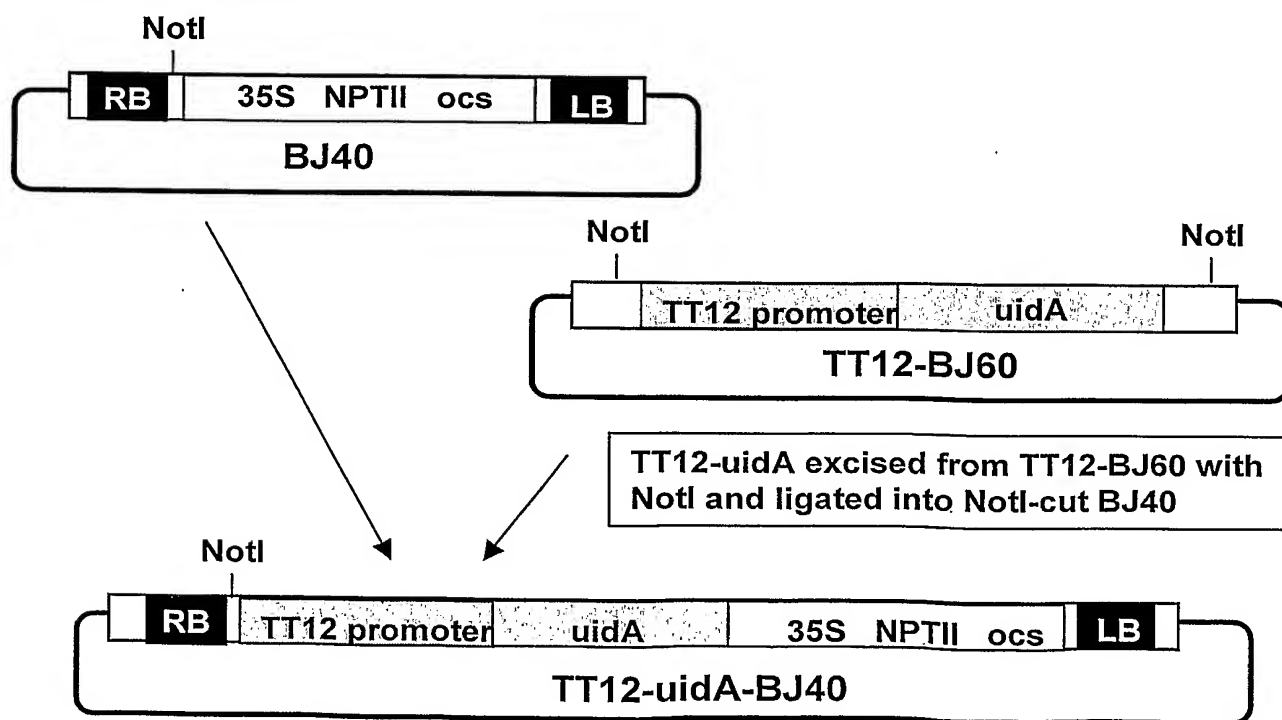 NotI
RB 35S NPTII ocs LB
BJ40
NotI NotI
TT12 promoter uidA
TT12-BJ60
TT12-uidA excised from TT12-BJ60 with
NotI and ligated into NotI-cut BJ40
NotI
RB TT12 promoter uidA 35S NPTII ocs LB
TT12-uidA-BJ40